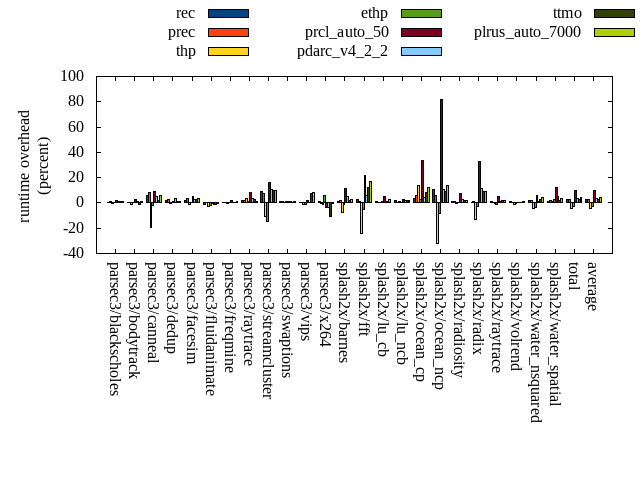 rec
prec
thp
ethp
prcl_auto_50
pdarc_v4_2_2
ttmo
plrus_auto_7000
runtime overhead
(percent)
100
80
60
40
20
0
-20
-40
parsec3/blackscholes
parsec3/bodytrack
parsec3/canneal
parsec3/dedup
parsec3/facesim
parsec3/fluidanimate
parsec3/freqmine
parsec3/raytrace
parsec3/streamcluster
parsec3/swaptions
parsec3/vips
parsec3/x264
splash2x/barnes
splash2x/fft
splash2x/lu_cb
splash2x/lu_ncb
splash2x/ocean_cp
splash2x/ocean_ncp
splash2x/radiosity
splash2x/radix
splash2x/raytrace
splash2x/volrend
splash2x/water_nsquared
splash2x/water_spatial
total
average